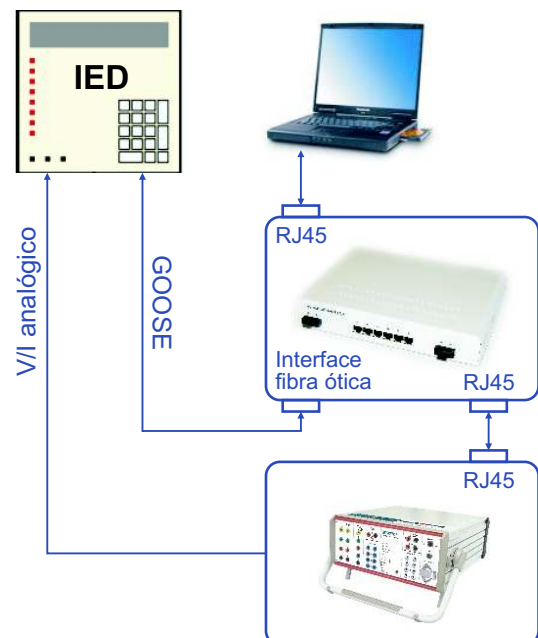 IED
V/I analógico
GOOSE
RJ45
Interface
fibra ótica
RJ45
RJ45